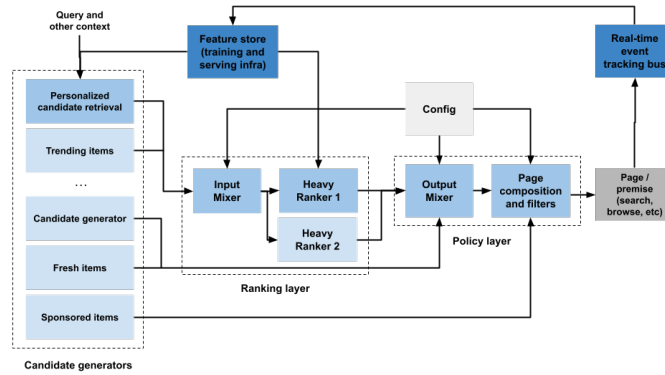 Query and
other context
Feature store
(training and
serving infra)
Real-time
event
tracking bus
Personalized
candidate retrieval
Config
Trending items
...
Input
Mixer
Heavy
Ranker 1
Output
Mixer
Page
composition
and filters
Page /
premise
(search,
browse, etc)
Candidate generator
Heavy
Ranker 2
Policy layer
Fresh items
Ranking layer
Sponsored items
Candidate generators